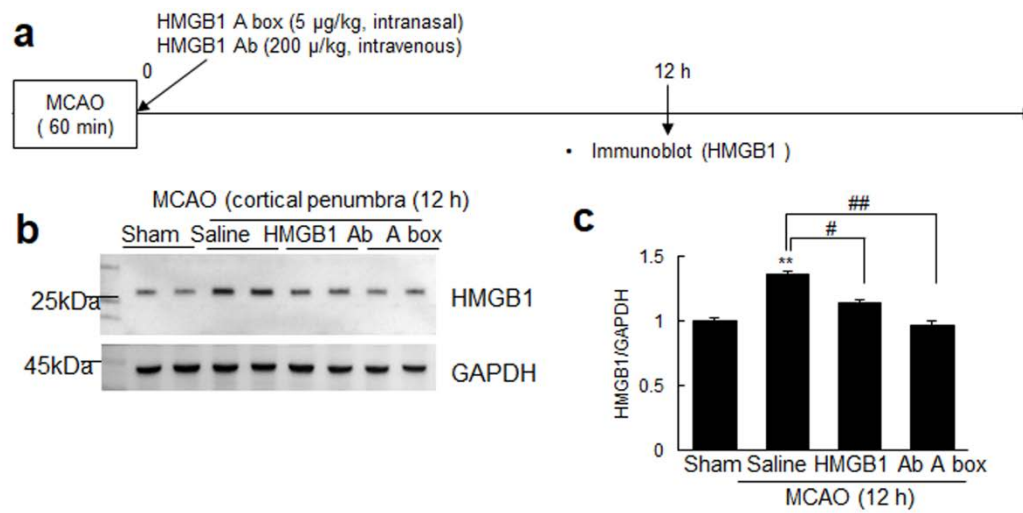 a
HMGB1 A box (5 µg/kg, intranasal)
HMGB1 Ab (200 µ/kg, intravenous)
0
12 h
MCAO
( 60 min)
• Immunoblot (HMGB1 )
b
MCAO (cortical penumbra (12 h)
Sham Saline HMGB1 Ab A box
25kDa
HMGB1
45kDa
GAPDH
c
##
#
**
1.5
1
0.5
0
HMGB1/GAPDH
Sham Saline HMGB1 Ab A box
MCAO (12 h)